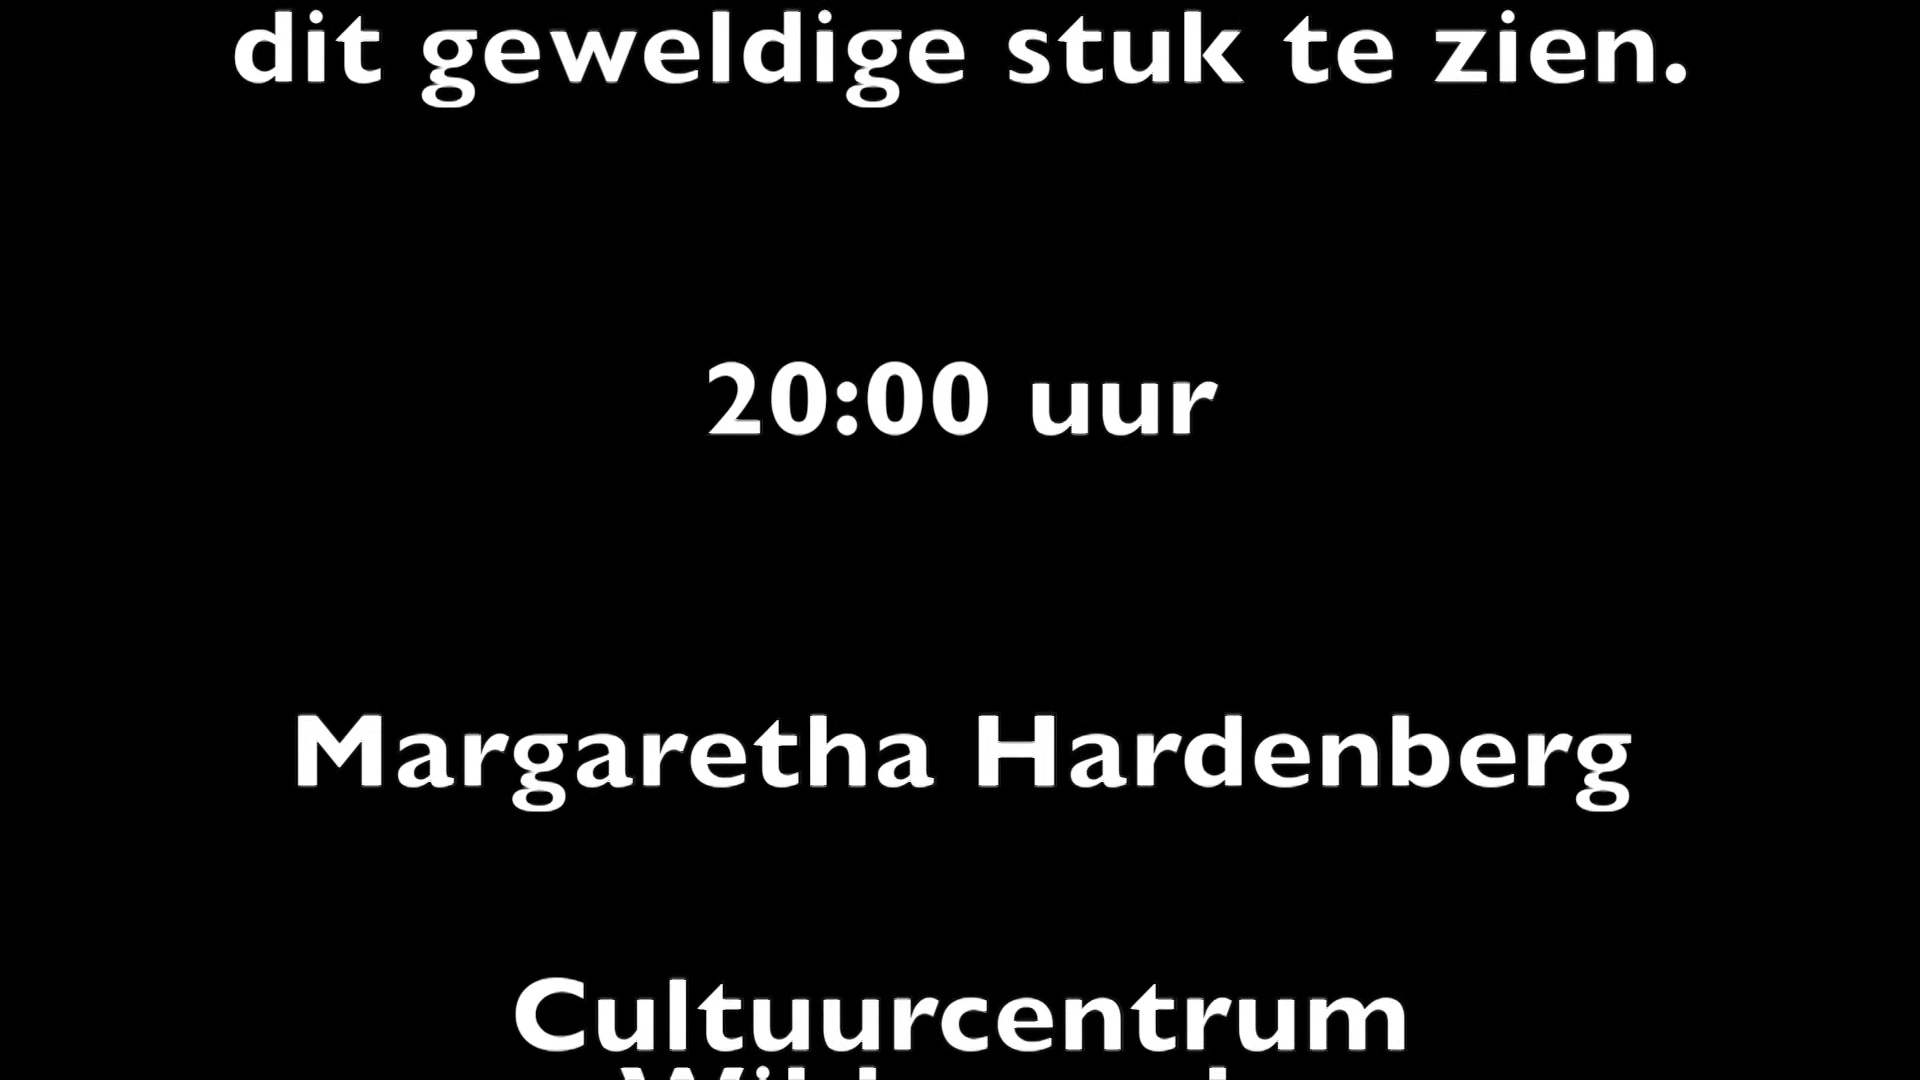 dit geweldige stuk te zien.
20:00 uur
Margaretha Hardenberg
Cultuurcentrum